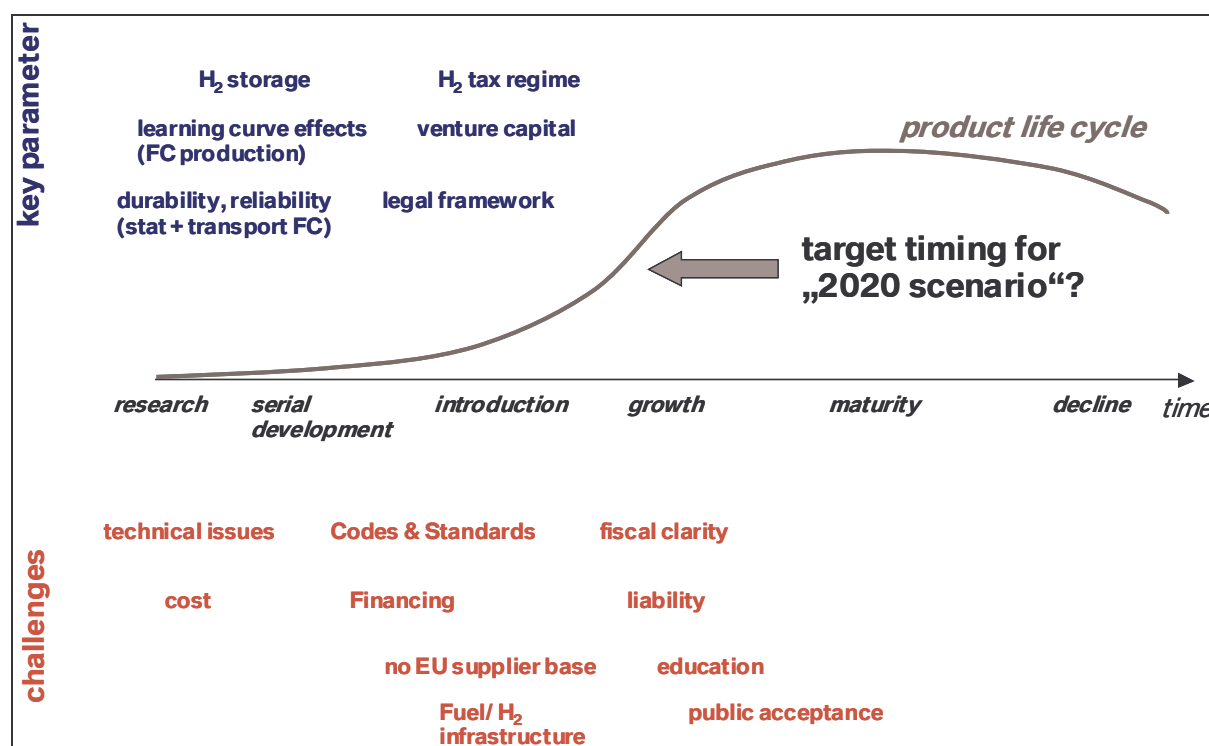 key parameter
H₂ storage
H₂ tax regime
learning curve effects
(FC production)
venture capital
durability, reliability
(stat + transport FC)
legal framework
product life cycle
target timing for
„2020 scenario“?
research
serial
development
introduction
growth
maturity
decline
time
challenges
technical issues
Codes & Standards
fiscal clarity
cost
Financing
liability
no EU supplier base
education
Fuel/ H₂
infrastructure
public acceptance